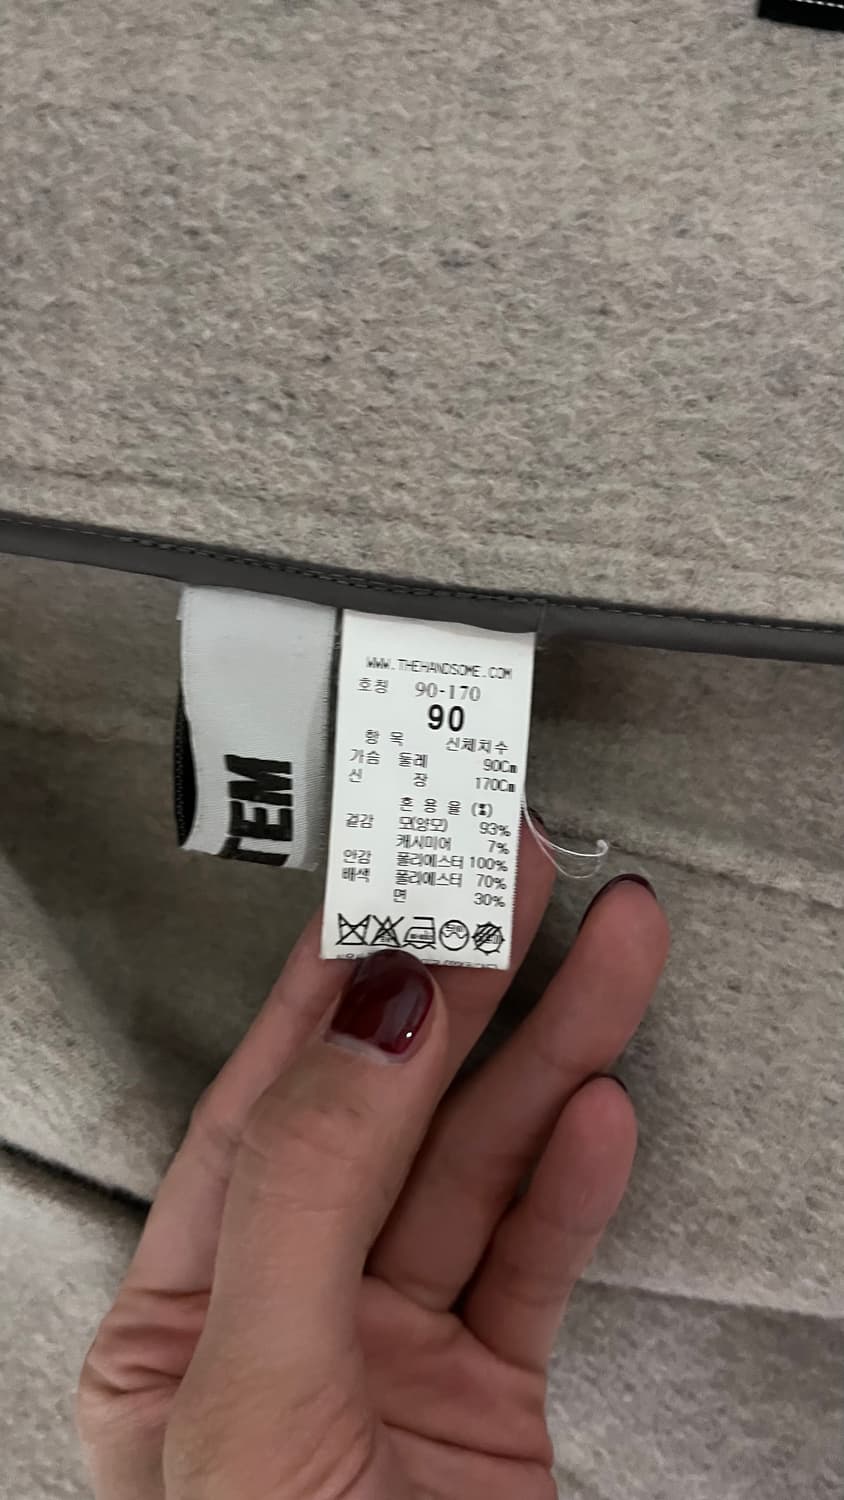 TEM
WWW.THEHANDSOME.COM
호칭 90-170
90
항 목 신체치수
가슴 둘레 90Cm
신 장 170Cm
혼 용 율 (%)
겉감 모(양모) 93%
캐시미어 7%
안감 폴리에스터 100%
배색 폴리에스터 70%
면 30%